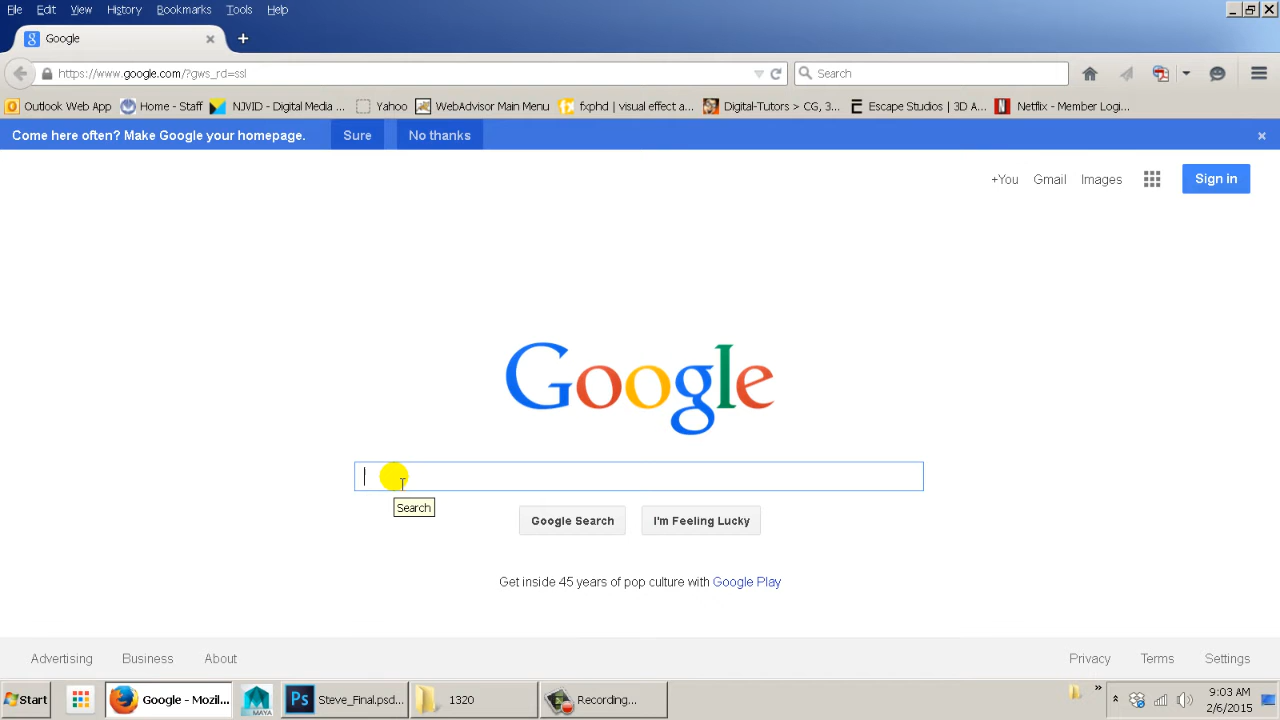 File Edit View History Bookmarks Tools Help
Google
https://www.google.com/?gws_rd=ssl Search
Outlook Web App Home - Staff NJVID - Digital Media ... Yahoo WebAdvisor Main Menu fxphd | visual effect a... Digital-Tutors > CG, 3... Escape Studios | 3D A... Netflix - Member Logi...
Come here often? Make Google your homepage. Sure No thanks
+You Gmail Images Sign in
Google
Search
Google Search I'm Feeling Lucky
Get inside 45 years of pop culture with Google Play
Advertising Business About Privacy Terms Settings
Start Google - Mozil... MAYA Ps Steve_Final.psd... 1320 Recording... 9:03 AM
2/6/2015